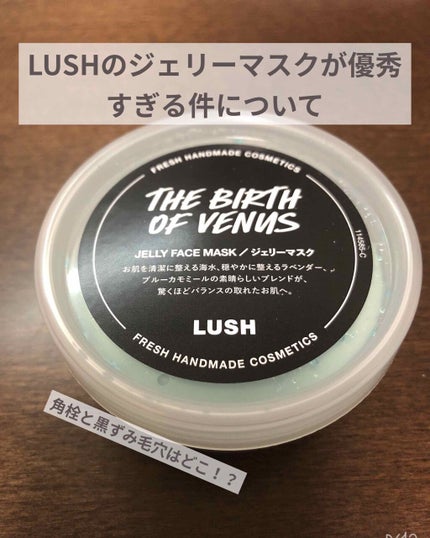 LUSHのジェリーマスクが優秀
すぎる件について
FRESH HANDMADE COSMETICS
THE BIRTH
OF VENUS
JELLY FACE MASK／ジェリーマスク
お肌を清潔に整える海水、穏やかに整えるラベンダー、
ブルーカモミールの素晴らしいブレンドが、
驚くほどバランスの取れたお肌へ。
LUSH
FRESH HANDMADE COSMETICS
角栓と黒ずみ毛穴はどこ！？